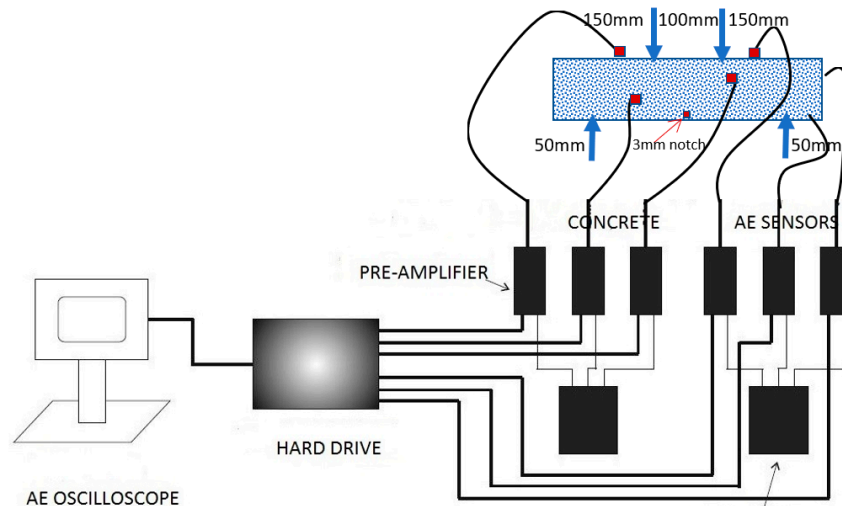 150mm 100mm 150mm
50mm 3mm notch 50mm
CONCRETE AE SENSORS
PRE-AMPLIFIER
HARD DRIVE
AE OSCILLOSCOPE